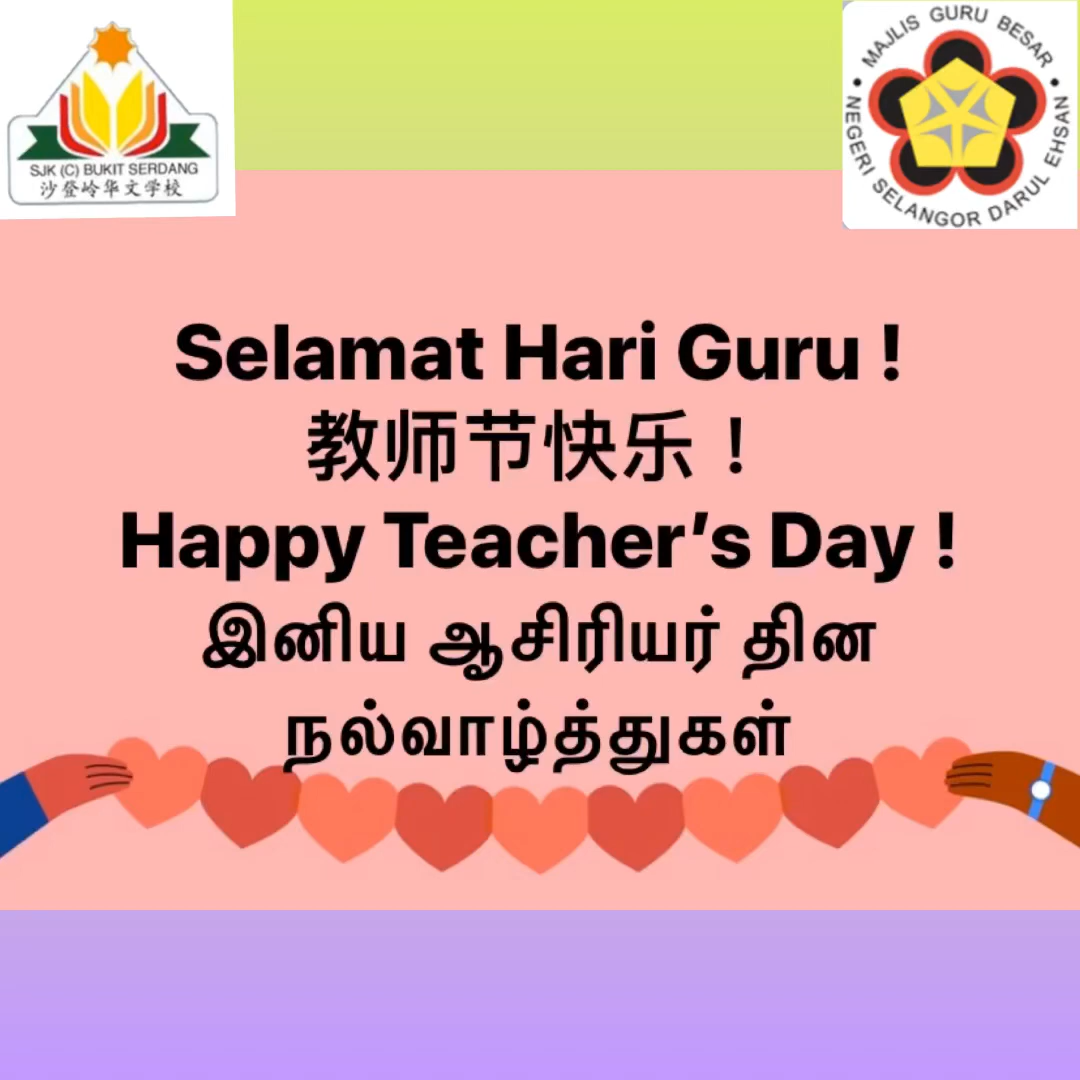 SJK (C) BUKIT SERDANG
沙登岭华文学校
MAJLIS GURU BESAR
NEGERI SELANGOR DARUL EHSAN
Selamat Hari Guru !
教师节快乐！
Happy Teacher’s Day !
இனிய ஆசிரியர் தின
நல்வாழ்த்துகள்